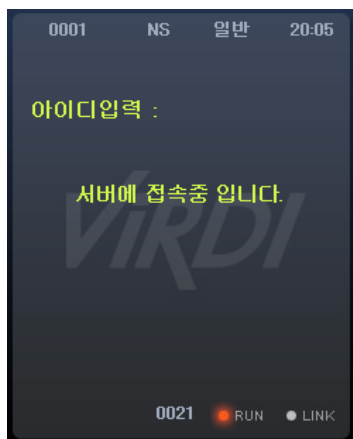 0001 NS 일반 20:05
아이디입력 :
서버에 접속중 입니다.
ViRDI
0021 RUN LINK